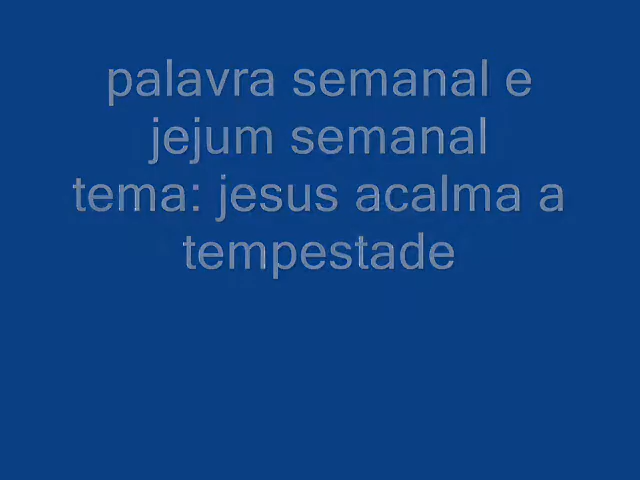 palavra semanal e
jejum semanal
tema: jesus acalma a
tempestade